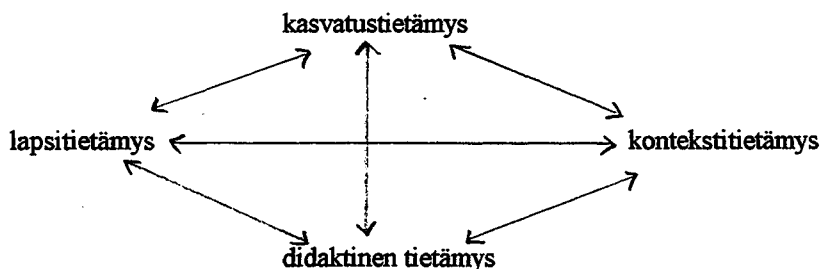 kasvatustietämys
lapsitietämys
kontekstitietämys
didaktinen tietämys